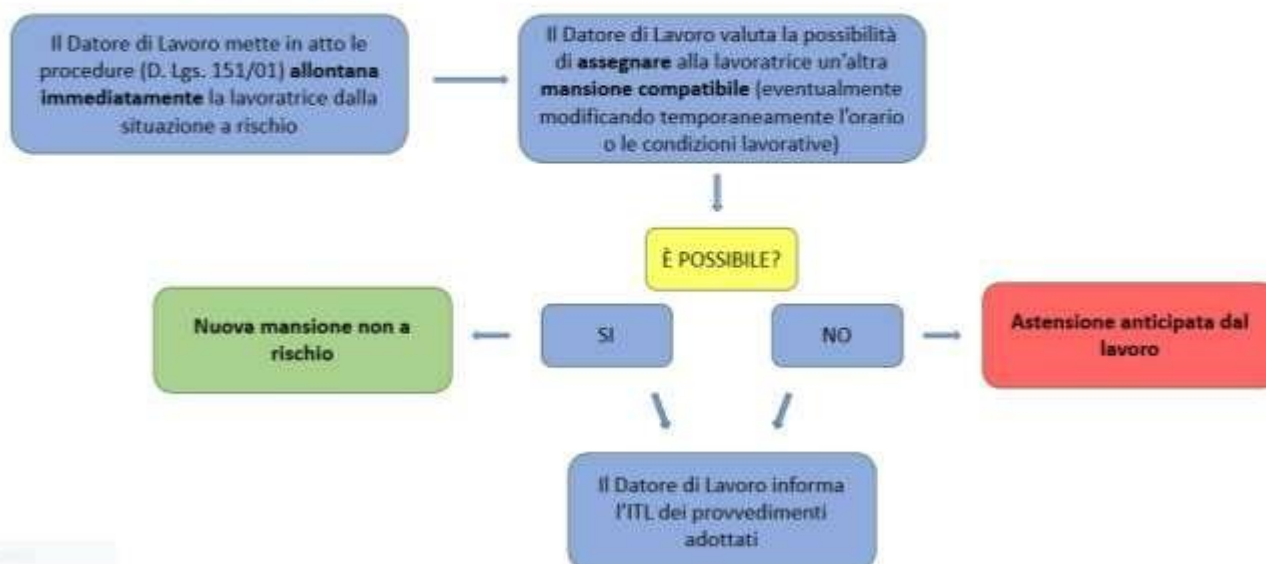 Il Datore di Lavoro mette in atto le
procedure (D. Lgs. 151/01) allontana
immediatamente la lavoratrice dalla
situazione a rischio
Il Datore di Lavoro valuta la possibilità
di assegnare alla lavoratrice un'altra
mansione compatibile (eventualmente
modificando temporaneamente l'orario
o le condizioni lavorative)
È POSSIBILE?
Nuova mansione non a
rischio
SI
NO
Astensione anticipata dal
lavoro
Il Datore di Lavoro informa
l'ITL dei provvedimenti
adottati